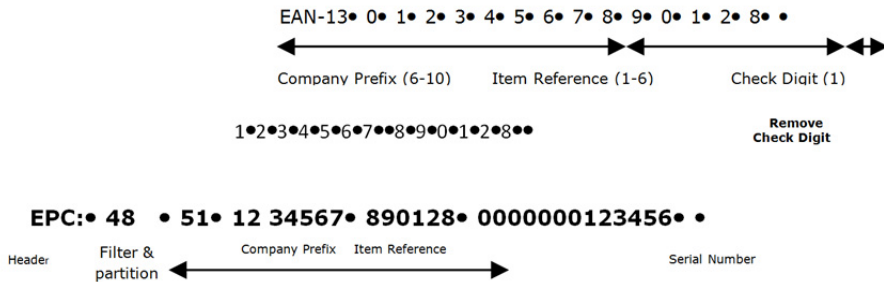 EAN-13• 0• 1• 2• 3• 4• 5• 6• 7• 8• 9• 0• 1• 2• 8• •
Company Prefix (6-10) Item Reference (1-6) Check Digit (1)
1•2•3•4•5•6•7••8•9•0•1•2•8••
Remove
Check Digit
EPC:• 48 • 51• 12 34567• 890128• 0000000123456• •
Header Filter & partition Company Prefix Item Reference Serial Number